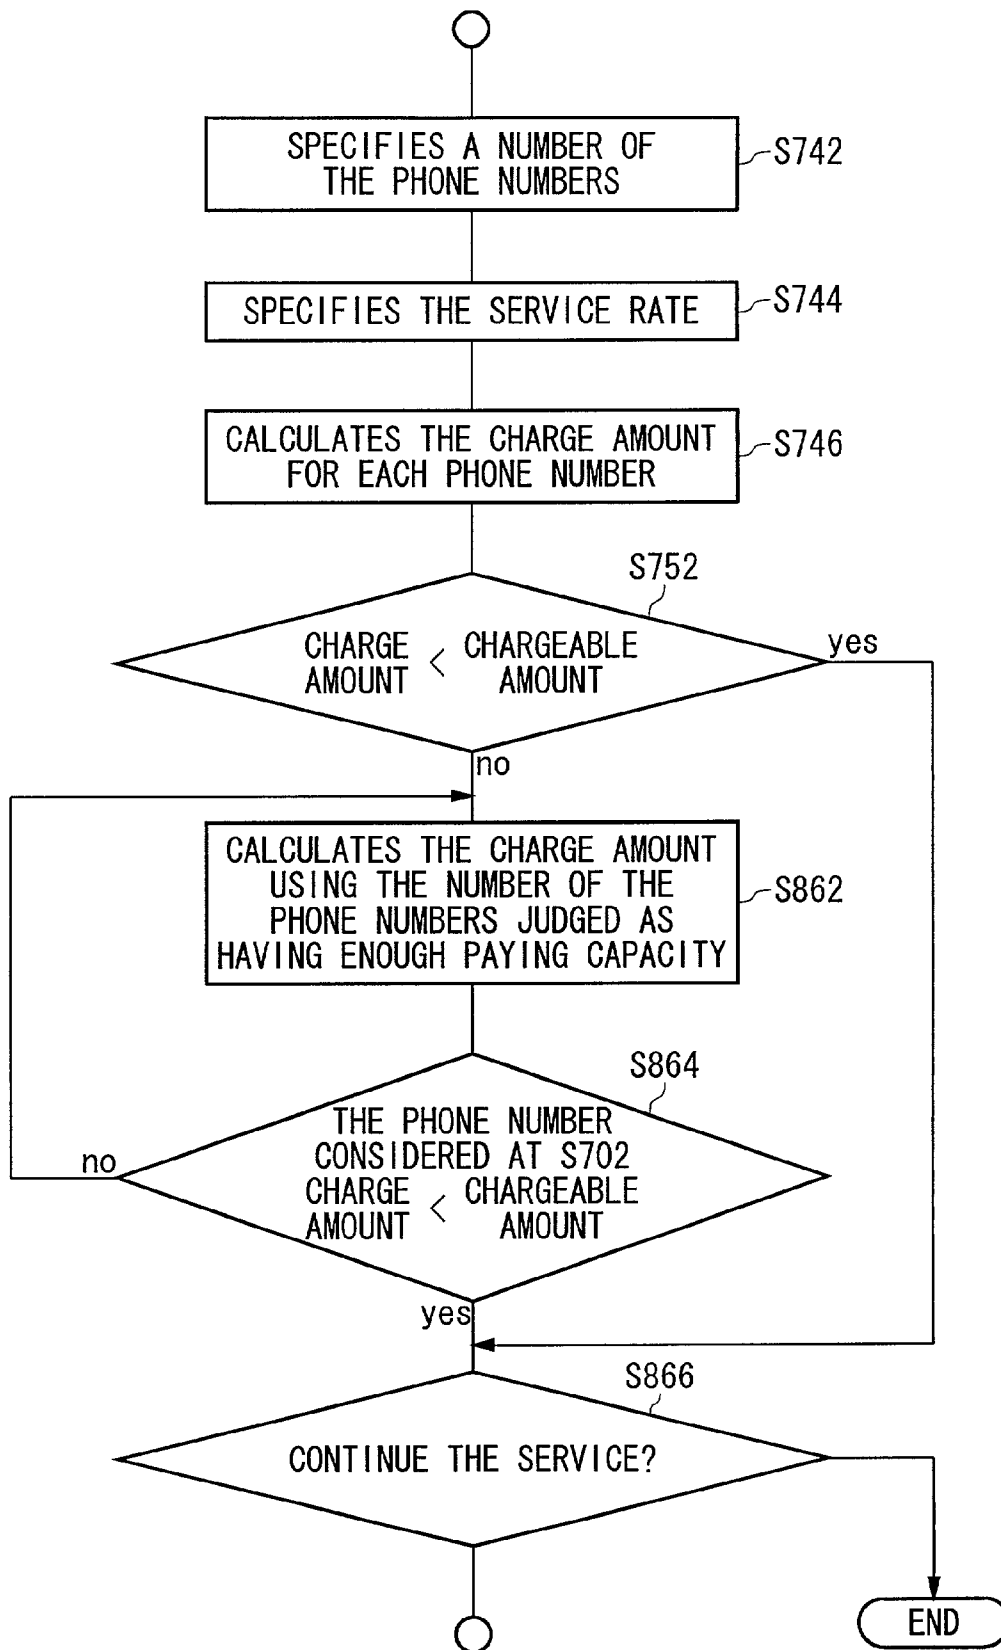 SPECIFIES A NUMBER OF
THE PHONE NUMBERS
S742
SPECIFIES THE SERVICE RATE
S744
CALCULATES THE CHARGE AMOUNT
FOR EACH PHONE NUMBER
S746
S752
CHARGE AMOUNT < CHARGEABLE AMOUNT
yes
no
CALCULATES THE CHARGE AMOUNT
USING THE NUMBER OF THE
PHONE NUMBERS JUDGED AS
HAVING ENOUGH PAYING CAPACITY
S862
S864
THE PHONE NUMBER
CONSIDERED AT S702
CHARGE AMOUNT < CHARGEABLE AMOUNT
no
yes
S866
CONTINUE THE SERVICE?
END